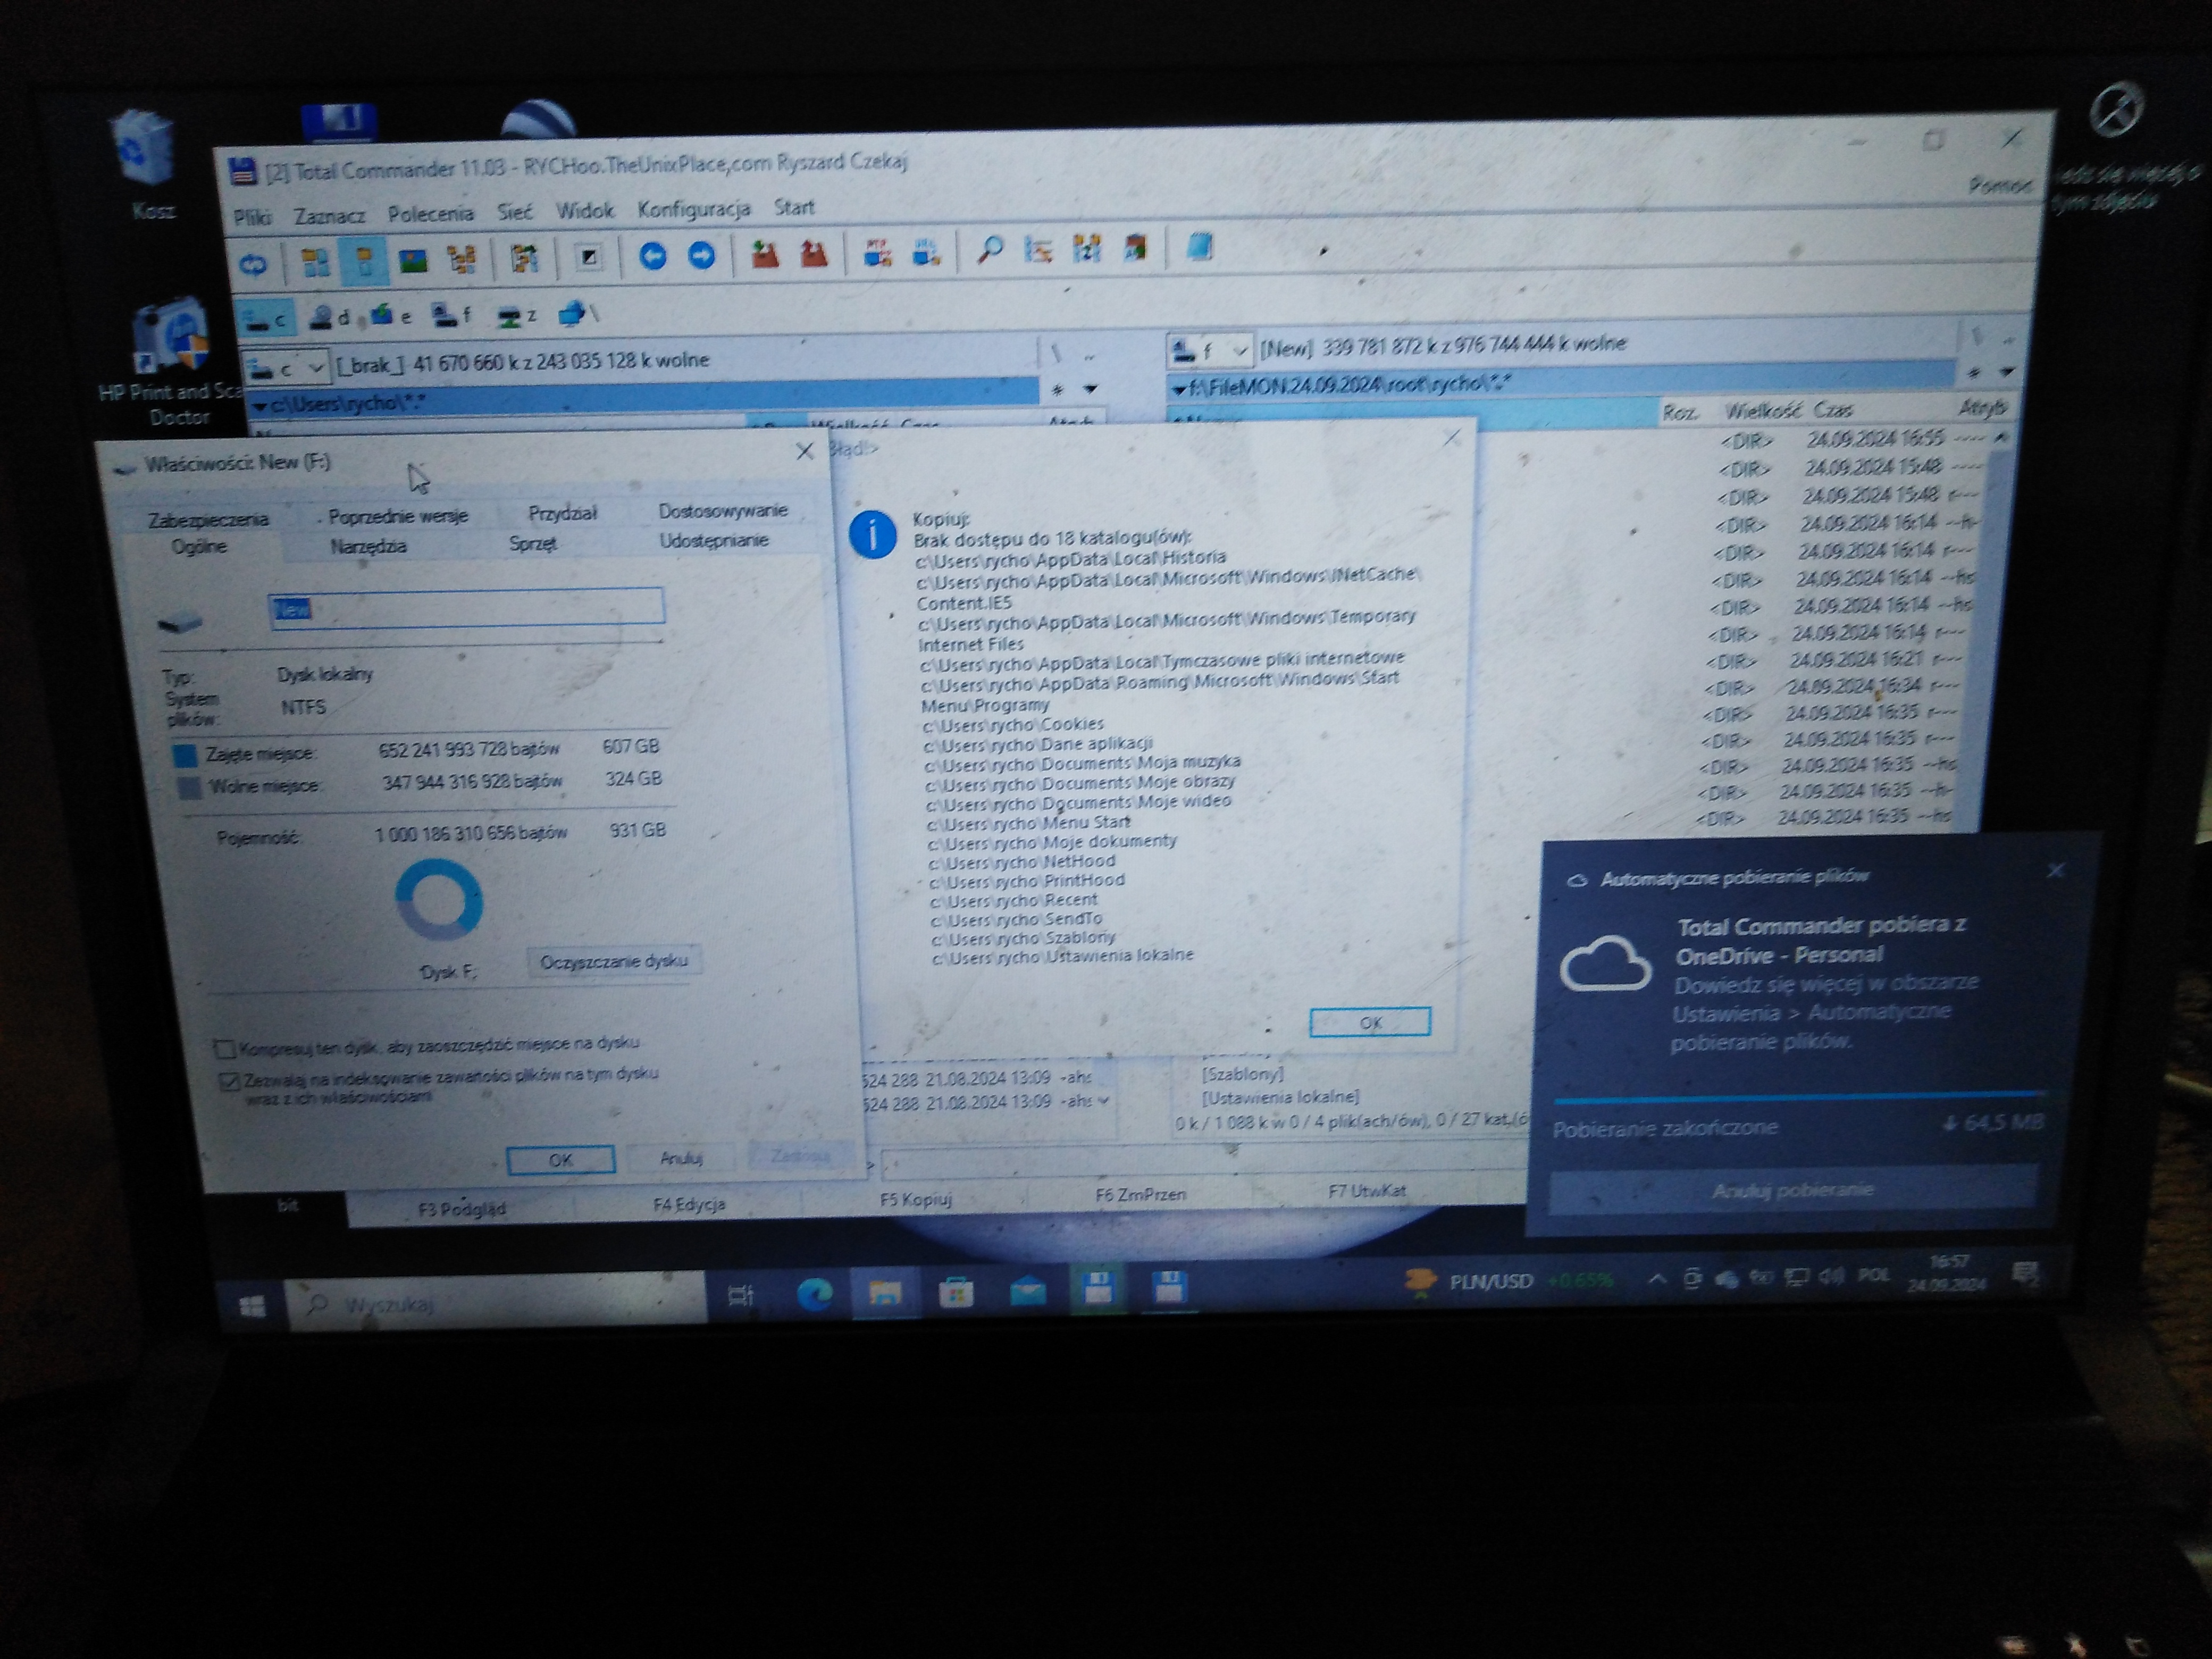 Kosz
HP Print and Sca
Doctor
[2] Total Commander 11.03 - RYCHoo.TheUnixPlace,com Ryszard Czekaj
Pliki Zaznacz Polecenia Sieć Widok Konfiguracja Start
Pomoc
c d e f z \
c [_brak_] 41 670 660 k z 243 035 128 k wolne \ ..
f [New] 339 781 872 k z 976 744 444 k wolne \ ..
c:\Users\rycho\*.* *
f:\FileMON.24.09.2024\root\rycho\*.* *
Wielkość Czas
Roz. Wielkość Czas Atryb
<DIR> 24.09.2024 16:55 ----
<DIR> 24.09.2024 15:48 ----
<DIR> 24.09.2024 15:48 r---
<DIR> 24.09.2024 16:14 --h-
<DIR> 24.09.2024 16:14 r---
<DIR> 24.09.2024 16:14 --hs
<DIR> 24.09.2024 16:14 --hs
<DIR> 24.09.2024 16:14 r---
<DIR> 24.09.2024 16:21 r---
<DIR> 24.09.2024 16:34 r---
<DIR> 24.09.2024 16:35 r---
<DIR> 24.09.2024 16:35 r---
<DIR> 24.09.2024 16:35 --hs
<DIR> 24.09.2024 16:35 --h-
<DIR> 24.09.2024 16:35 --hs
Właściwości: New (F:)
Zabezpieczenia Poprzednie wersje Przydział Dostosowywanie
Ogólne Narzędzia Sprzęt Udostępnianie
New
Typ: Dysk lokalny
System
plików: NTFS
Zajęte miejsce: 652 241 993 728 bajtów 607 GB
Wolne miejsce: 347 944 316 928 bajtów 324 GB
Pojemność: 1 000 186 310 656 bajtów 931 GB
Dysk F:
Oczyszczanie dysku
Kompresuj ten dysk, aby zaoszczędzić miejsce na dysku
Zezwalaj na indeksowanie zawartości plików na tym dysku
wraz z ich właściwościami
OK Anuluj Zastosuj
Kopiuj:
Brak dostępu do 18 katalogu(ów):
c:\Users\rycho\AppData\Local\Historia
c:\Users\rycho\AppData\Local\Microsoft\Windows\INetCache\
Content.IE5
c:\Users\rycho\AppData\Local\Microsoft\Windows\Temporary
Internet Files
c:\Users\rycho\AppData\Local\Tymczasowe pliki internetowe
c:\Users\rycho\AppData\Roaming\Microsoft\Windows\Start
Menu\Programy
c:\Users\rycho\Cookies
c:\Users\rycho\Dane aplikacji
c:\Users\rycho\Documents\Moja muzyka
c:\Users\rycho\Documents\Moje obrazy
c:\Users\rycho\Documents\Moje wideo
c:\Users\rycho\Menu Start
c:\Users\rycho\Moje dokumenty
c:\Users\rycho\NetHood
c:\Users\rycho\PrintHood
c:\Users\rycho\Recent
c:\Users\rycho\SendTo
c:\Users\rycho\Szablony
c:\Users\rycho\Ustawienia lokalne
OK
524 288 21.08.2024 13:09 -ahs
524 288 21.08.2024 13:09 -ahs
[Szablony]
[Ustawienia lokalne]
0 k / 1 088 k w 0 / 4 plik(ach/ów), 0 / 27 kat.(ó
Automatyczne pobieranie plików
Total Commander pobiera z
OneDrive - Personal
Dowiedz się więcej w obszarze
Ustawienia > Automatyczne
pobieranie plików.
Pobieranie zakończone 64,5 MB
Anuluj pobieranie
bit
F3 Podgląd F4 Edycja F5 Kopiuj F6 ZmPrzen F7 UtwKat
Wyszukaj
PLN/USD +0.65%
POL
16:57
24.09.2024